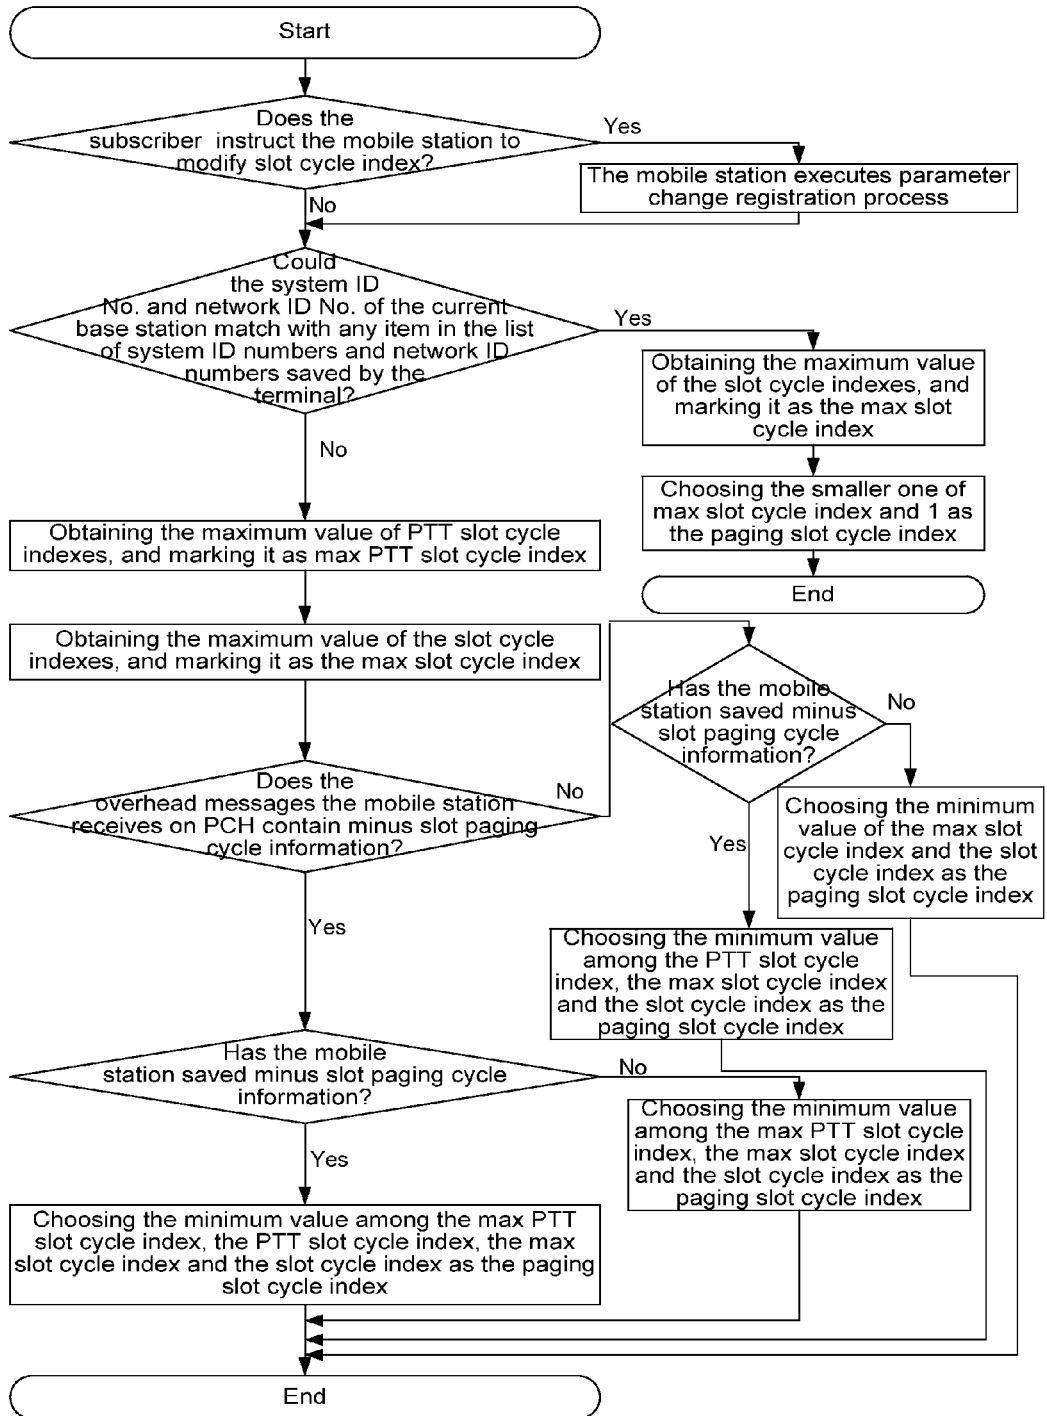 Start
Does the
subscriber instruct the mobile station to
modify slot cycle index?
Yes
The mobile station executes parameter
change registration process
No
Could
the system ID
No. and network ID No. of the current
base station match with any item in the list
of system ID numbers and network ID
numbers saved by the
terminal?
Yes
Obtaining the maximum value
of the slot cycle indexes, and
marking it as the max slot
cycle index
No
Choosing the smaller one of
max slot cycle index and 1 as
the paging slot cycle index
End
Obtaining the maximum value of PTT slot cycle
indexes, and marking it as max PTT slot cycle index
Obtaining the maximum value of the slot cycle
indexes, and marking it as the max slot cycle index
Does the
overhead messages the mobile station
receives on PCH contain minus slot paging
cycle information?
No
Has the mobile
station saved minus
slot paging cycle
information?
No
Choosing the minimum
value of the max slot
cycle index and the slot
cycle index as the
paging slot cycle index
Yes
Choosing the minimum value
among the PTT slot cycle
index, the max slot cycle index
and the slot cycle index as the
paging slot cycle index
Yes
Has the mobile
station saved minus slot paging cycle
information?
No
Choosing the minimum value
among the max PTT slot cycle
index, the max slot cycle index
and the slot cycle index as the
paging slot cycle index
Yes
Choosing the minimum value among the max PTT
slot cycle index, the PTT slot cycle index, the max
slot cycle index and the slot cycle index as the paging
slot cycle index
End